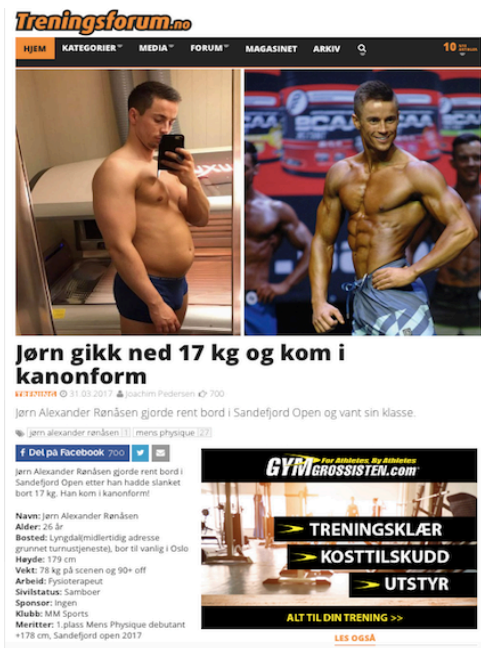 Treningsforum.no
HJEM KATEGORIER MEDIA FORUM MAGASINET ARKIV 10
Jørn gikk ned 17 kg og kom i
kanonform
31.03.2017 Joachim Pedersen 700
Jørn Alexander Rønåsen gjorde rent bord i Sandefjord Open og vant sin klasse.
jørn alexander rønåsen 1 mens physique 27
Del på Facebook 700
Jørn Alexander Rønåsen gjorde rent bord i
Sandefjord Open etter han hadde slanket
bort 17 kg. Han kom i kanonform!
Navn: Jørn Alexander Rønåsen
Alder: 26 år
Bosted: Lyngdal(midlertidig adresse
grunnet turnustjeneste), bor til vanlig i Oslo
Høyde: 179 cm
Vekt: 78 kg på scenen og 90+ off
Arbeid: Fysioterapeut
Sivilstatus: Samboer
Sponsor: Ingen
Klubb: MM Sports
Meritter: 1.plass Mens Physique debutant
+178 cm, Sandefjord open 2017
For Athletes, By Athletes
GYMGROSSISTEN.com
TRENINGSKLÆR
KOSTTILSKUDD
UTSTYR
ALT TIL DIN TRENING >>
LES OGSÅ